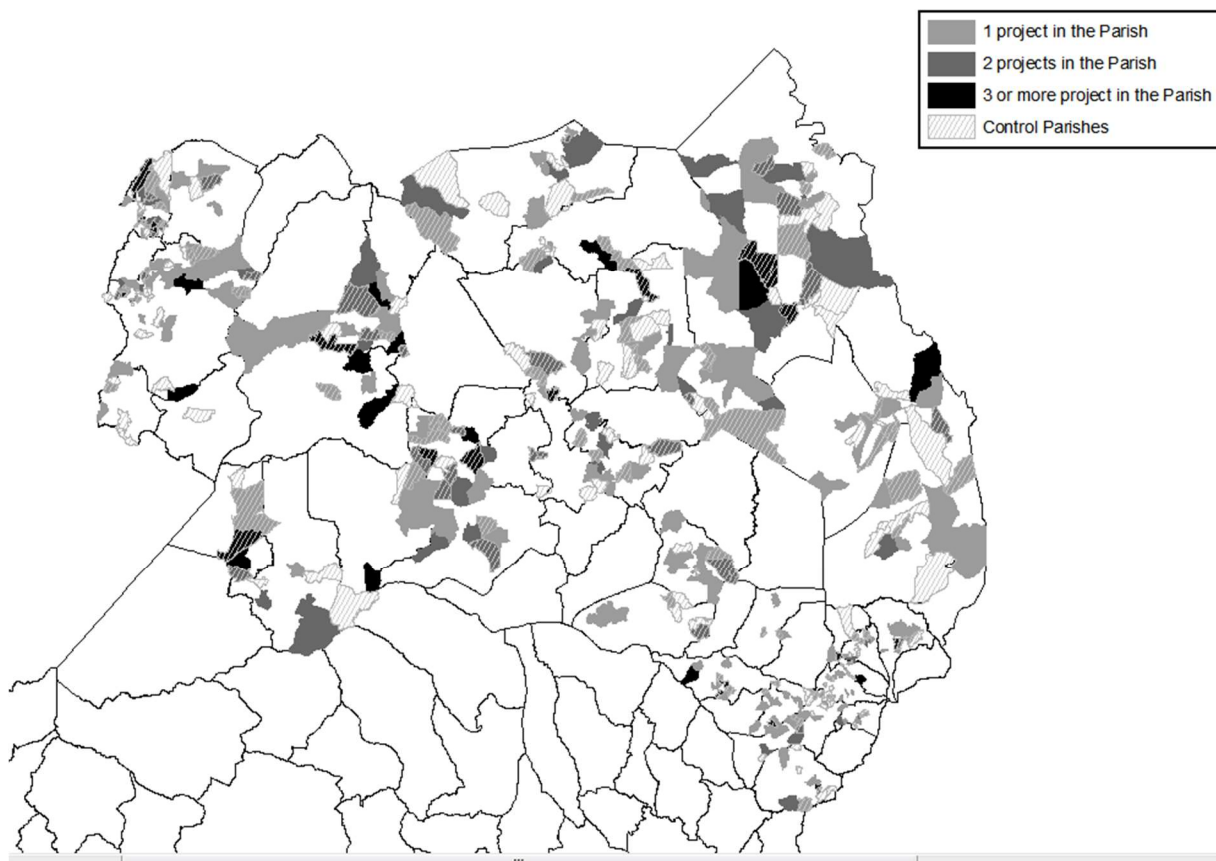 1 project in the Parish
2 projects in the Parish
3 or more project in the Parish
Control Parishes